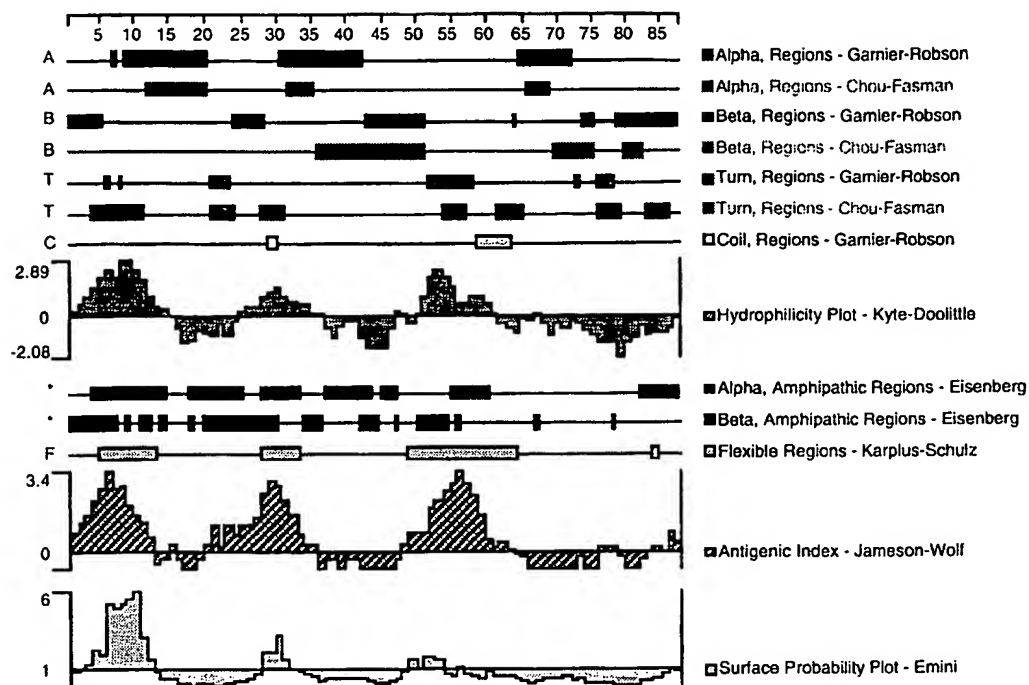 5 10 15 20 25 30 35 40 45 50 55 60 65 70 75 80 85
A Alpha, Regions - Garnier-Robson
A Alpha, Regions - Chou-Fasman
B Beta, Regions - Garnier-Robson
B Beta, Regions - Chou-Fasman
T Turn, Regions - Garnier-Robson
T Turn, Regions - Chou-Fasman
C Coil, Regions - Garnier-Robson
2.89
0 Hydrophilicity Plot - Kyte-Doolittle
-2.08
* Alpha, Amphipathic Regions - Eisenberg
* Beta, Amphipathic Regions - Eisenberg
F Flexible Regions - Karplus-Schulz
3.4
0 Antigenic Index - Jameson-Wolf
6
1 Surface Probability Plot - Emini